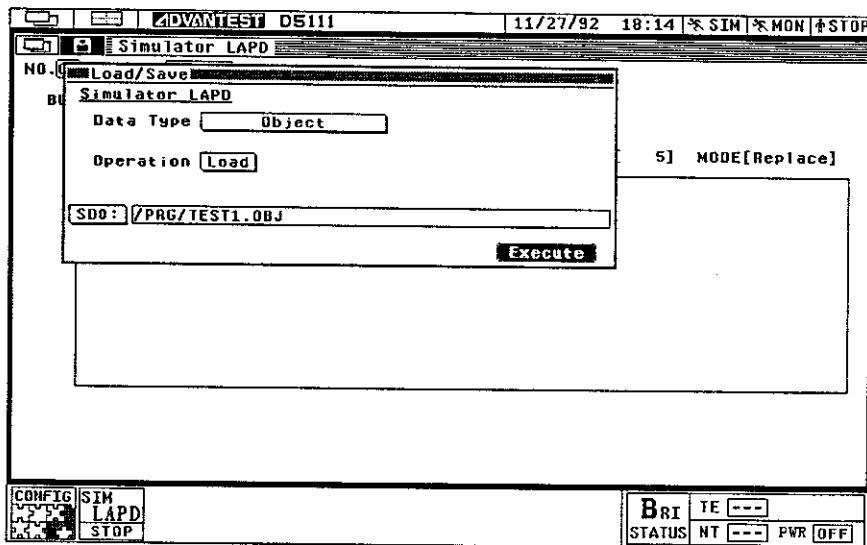 ADVANTEST D5111 11/27/92 18:14 SIM MON STOP
Simulator LAPD
NO.
Load/Save
Simulator LAPD
Data Type Object
Operation Load
5] MODE[Replace]
SD0: /PRG/TEST1.OBJ
Execute
CONFIG
SIM
LAPD
STOP
BRI
STATUS
TE ---
NT --- PWR OFF